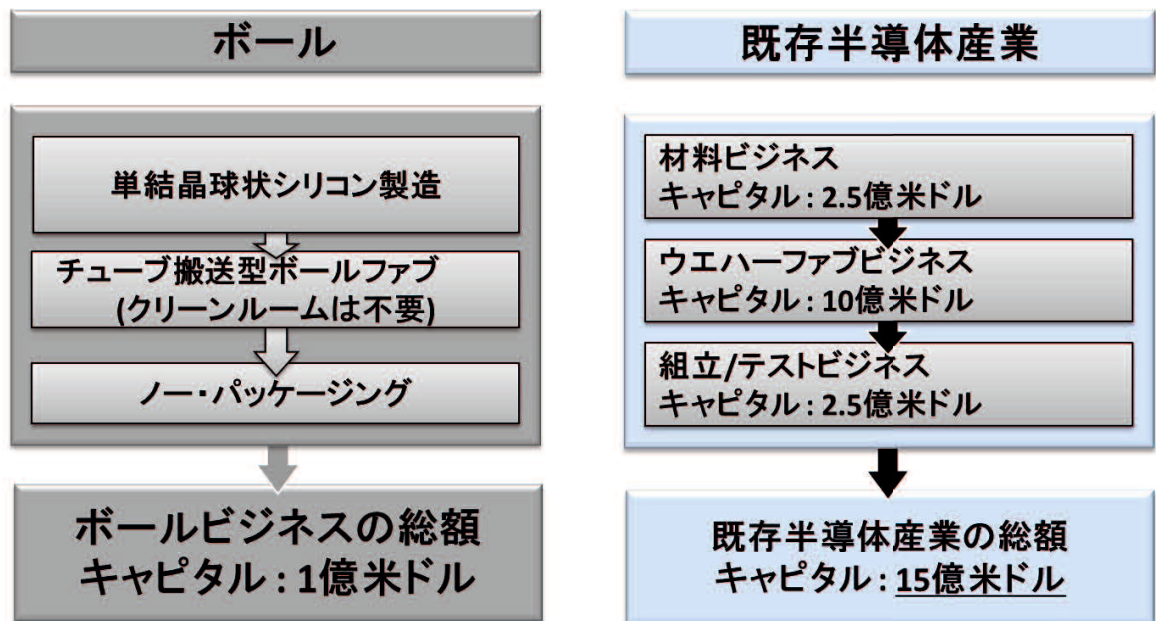 ボール
単結晶球状シリコン製造
チューブ搬送型ボールファブ
(クリーンルームは不要)
ノー・パッケージング
ボールビジネスの総額
キャピタル : 1億米ドル
既存半導体産業
材料ビジネス
キャピタル : 2.5億米ドル
ウエハーファブビジネス
キャピタル : 10億米ドル
組立/テストビジネス
キャピタル : 2.5億米ドル
既存半導体産業の総額
キャピタル : 15億米ドル